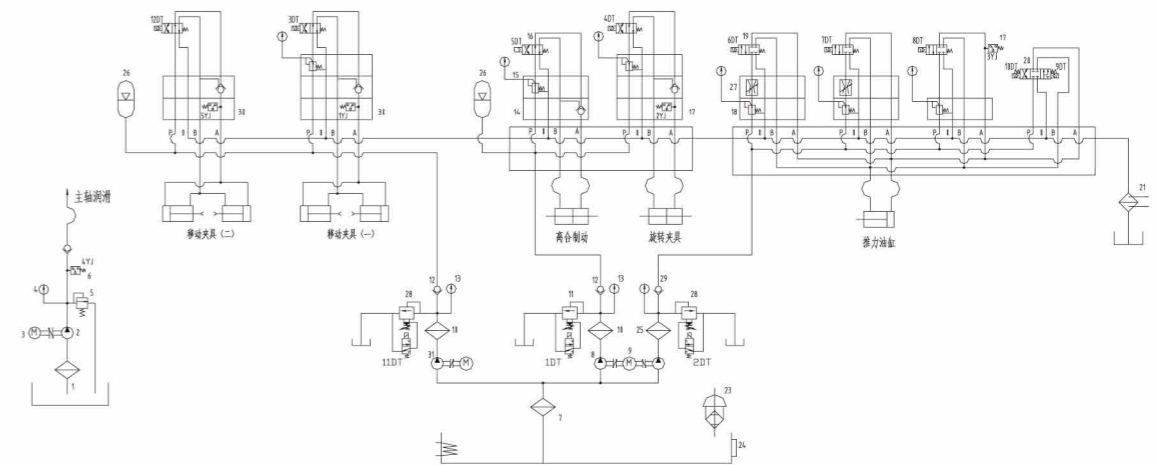 12DT
3DT
4DT
5DT
16
6DT
19
7DT
8DT
17
3YJ
20
10DT
9DT
26
15
26
27
5YJ
30
1YJ
30
14
2YJ
17
18
P
B
A
P
B
A
P
B
A
P
B
A
P
B
A
P
B
A
P
B
A
P
B
A
主轴润滑
移动夹具（二）
移动夹具（一）
离合制动
旋转夹具
推力油缸
21
4YJ
6
4
5
12
13
12
13
29
28
11
28
3
M
2
10
10
25
11DT
1DT
2DT
31
M
8
M
9
1
7
23
24